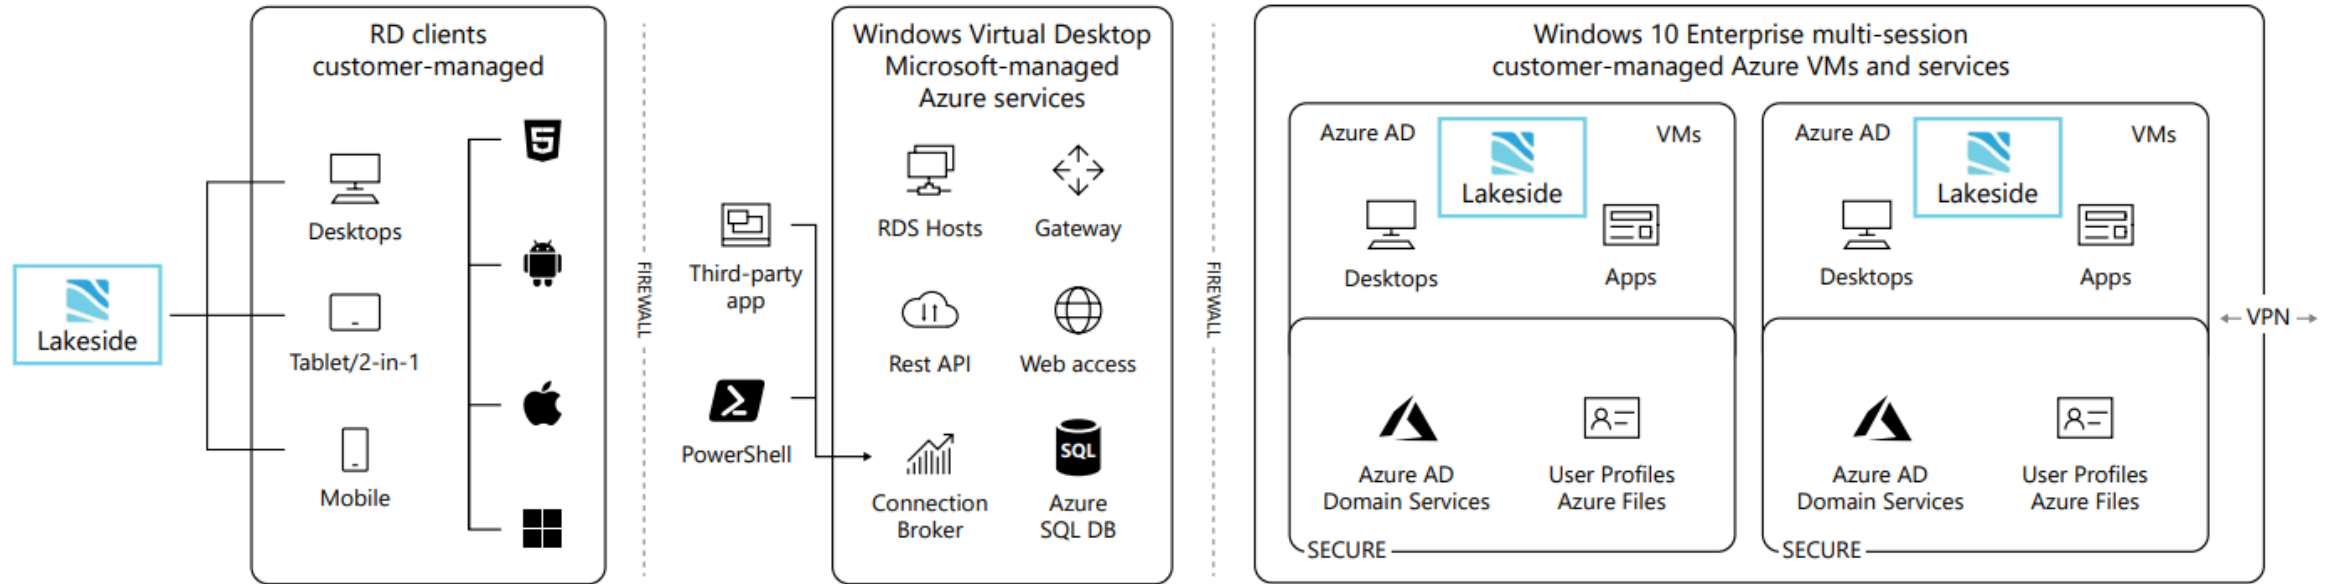 RD clients
customer-managed
Desktops
Tablet/2-in-1
Mobile
Lakeside
FIREWALL
Third-party
app
PowerShell
Windows Virtual Desktop
Microsoft-managed
Azure services
RDS Hosts
Gateway
Rest API
Web access
SQL
Connection
Broker
Azure
SQL DB
FIREWALL
Windows 10 Enterprise multi-session
customer-managed Azure VMs and services
Azure AD
VMs
Lakeside
Desktops
Apps
Azure AD
Domain Services
User Profiles
Azure Files
SECURE
Azure AD
VMs
Lakeside
Desktops
Apps
Azure AD
Domain Services
User Profiles
Azure Files
SECURE
VPN